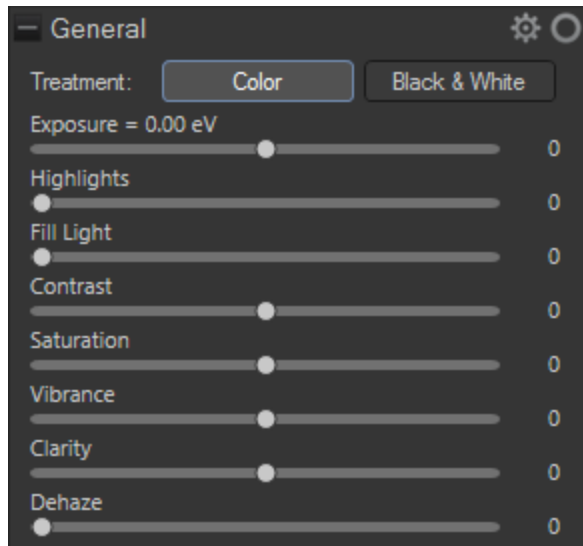 General
Treatment: Color Black & White
Exposure = 0.00 eV
0
Highlights
0
Fill Light
0
Contrast
0
Saturation
0
Vibrance
0
Clarity
0
Dehaze
0